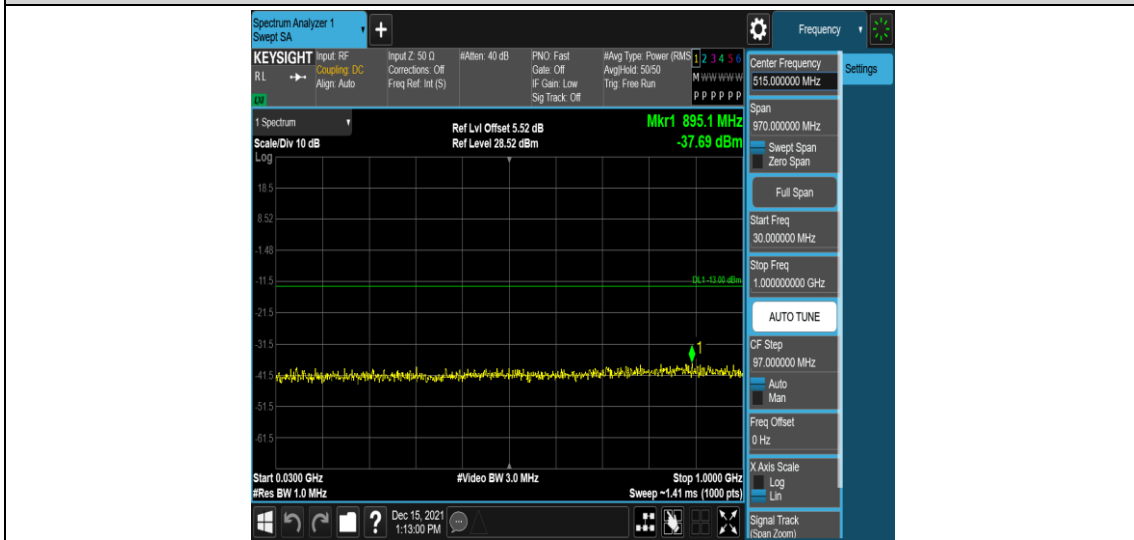 Spectrum Analyzer 1
Swept SA
+
Frequency
KEYSIGHT
RL
Input: RF
Coupling: DC
Align: Auto
Input Z: 50 Ω
Corrections: Off
Freq Ref: Int (S)
#Atten: 40 dB
PNO: Fast
Gate: Off
IF Gain: Low
Sig Track: Off
#Avg Type: Power (RMS
Avg|Hold: 50/50
Trig: Free Run
1 2 3 4 5 6
M W W W W W
P P P P P P
1 Spectrum
Scale/Div 10 dB
Log
Ref Lvl Offset 5.52 dB
Ref Level 28.52 dBm
Mkr1 895.1 MHz
-37.69 dBm
18.5
8.52
-1.48
-11.5
DL1 -13.00 dBm
-21.5
-31.5
1
-41.5
-51.5
-61.5
Start 0.0300 GHz
#Res BW 1.0 MHz
#Video BW 3.0 MHz
Stop 1.0000 GHz
Sweep ~1.41 ms (1000 pts)
Center Frequency
515.000000 MHz
Settings
Span
970.000000 MHz
Swept Span
Zero Span
Full Span
Start Freq
30.000000 MHz
Stop Freq
1.000000000 GHz
AUTO TUNE
CF Step
97.000000 MHz
Auto
Man
Freq Offset
0 Hz
X Axis Scale
Log
Lin
Signal Track
(Span Zoom)
?
Dec 15, 2021
1:13:00 PM